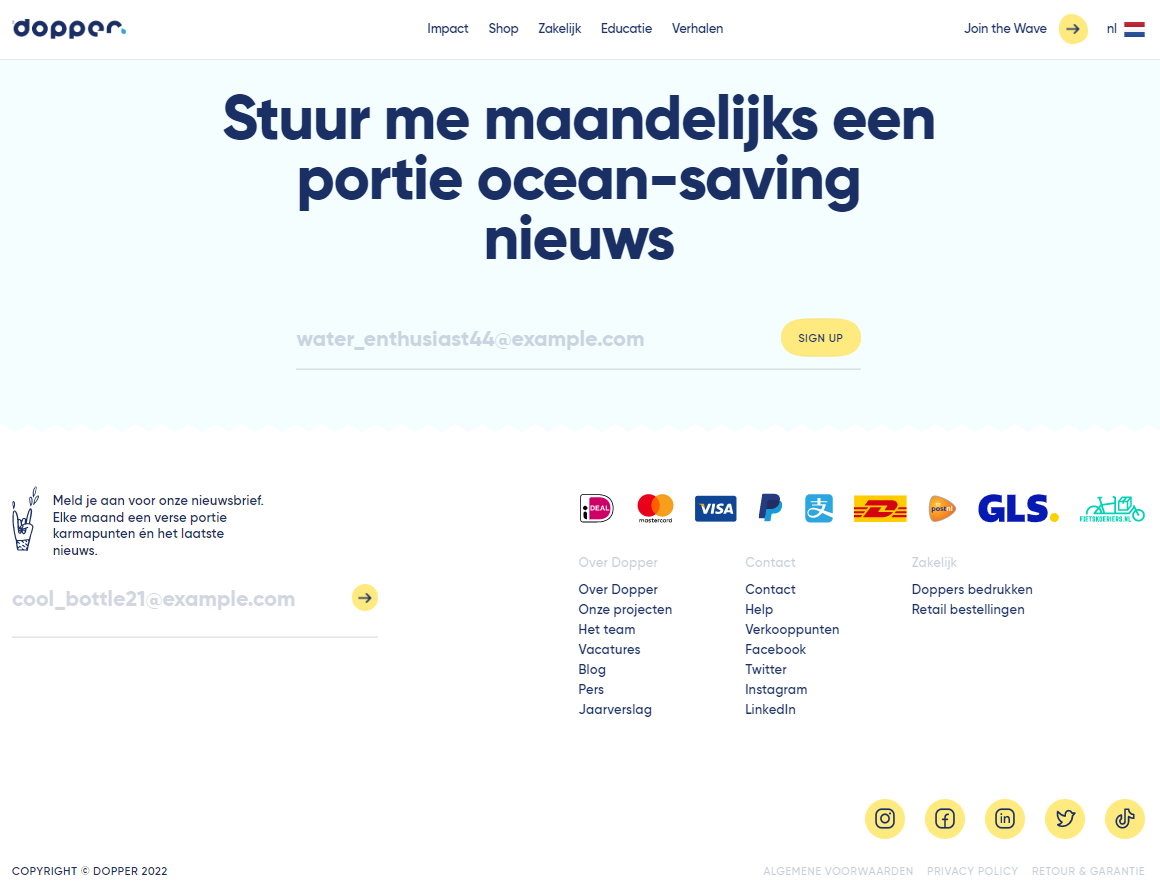 dopper
Impact Shop Zakelijk Educatie Verhalen
Join the Wave
nl
Stuur me maandelijks een
portie ocean-saving
nieuws
water_enthusiast44@example.com
SIGN UP
Meld je aan voor onze nieuwsbrief.
Elke maand een verse portie
karmapunten én het laatste
nieuws.
cool_bottle21@example.com
iDEAL
mastercard
VISA
DHL
postnl
GLS.
FIETSKOERIERS.NL
Over Dopper
Over Dopper
Onze projecten
Het team
Vacatures
Blog
Pers
Jaarverslag
Contact
Contact
Help
Verkooppunten
Facebook
Twitter
Instagram
LinkedIn
Zakelijk
Doppers bedrukken
Retail bestellingen
in
COPYRIGHT © DOPPER 2022
ALGEMENE VOORWAARDEN PRIVACY POLICY RETOUR & GARANTIE